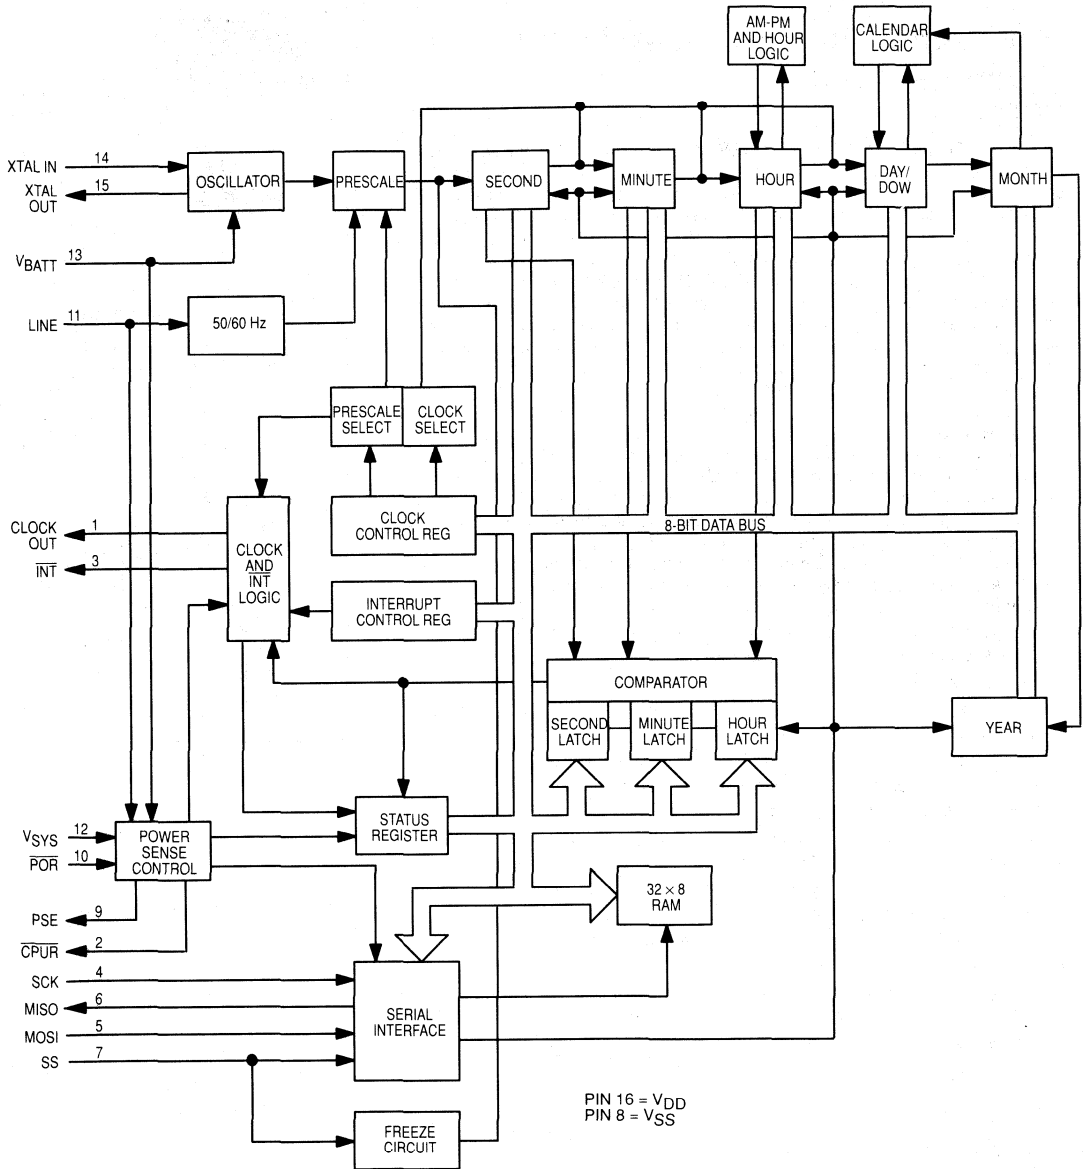 AM-PM
AND HOUR
LOGIC
CALENDAR
LOGIC
XTAL IN
14
XTAL
OUT
15
OSCILLATOR
PRESCALE
SECOND
MINUTE
HOUR
DAY/
DOW
MONTH
VBATT
13
LINE
11
50/60 Hz
PRESCALE
SELECT
CLOCK
SELECT
CLOCK
CONTROL REG
8-BIT DATA BUS
CLOCK
OUT
1
INT
3
CLOCK
AND
INT
LOGIC
INTERRUPT
CONTROL REG
COMPARATOR
SECOND
LATCH
MINUTE
LATCH
HOUR
LATCH
YEAR
STATUS
REGISTER
VSYS
12
POR
10
POWER
SENSE
CONTROL
PSE
9
CPUR
2
32 × 8
RAM
SCK
4
MISO
6
MOSI
5
SS
7
SERIAL
INTERFACE
FREEZE
CIRCUIT
PIN 16 = VDD
PIN 8 = VSS